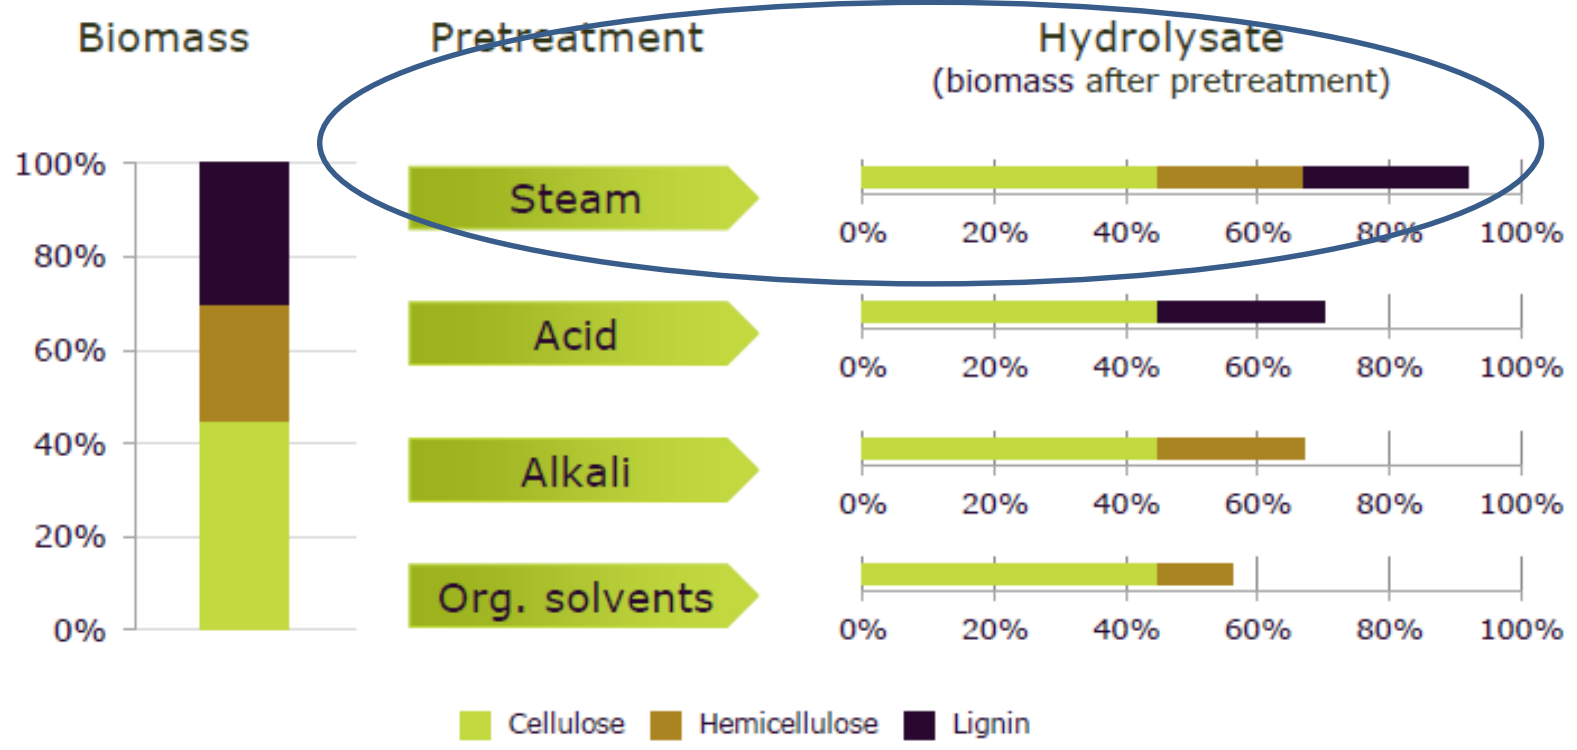 Biomass
Pretreatment
Hydrolysate
(biomass after pretreatment)
100%
80%
60%
40%
20%
0%
Steam
0% 20% 40% 60% 80% 100%
Acid
0% 20% 40% 60% 80% 100%
Alkali
0% 20% 40% 60% 80% 100%
Org. solvents
0% 20% 40% 60% 80% 100%
Cellulose Hemicellulose Lignin